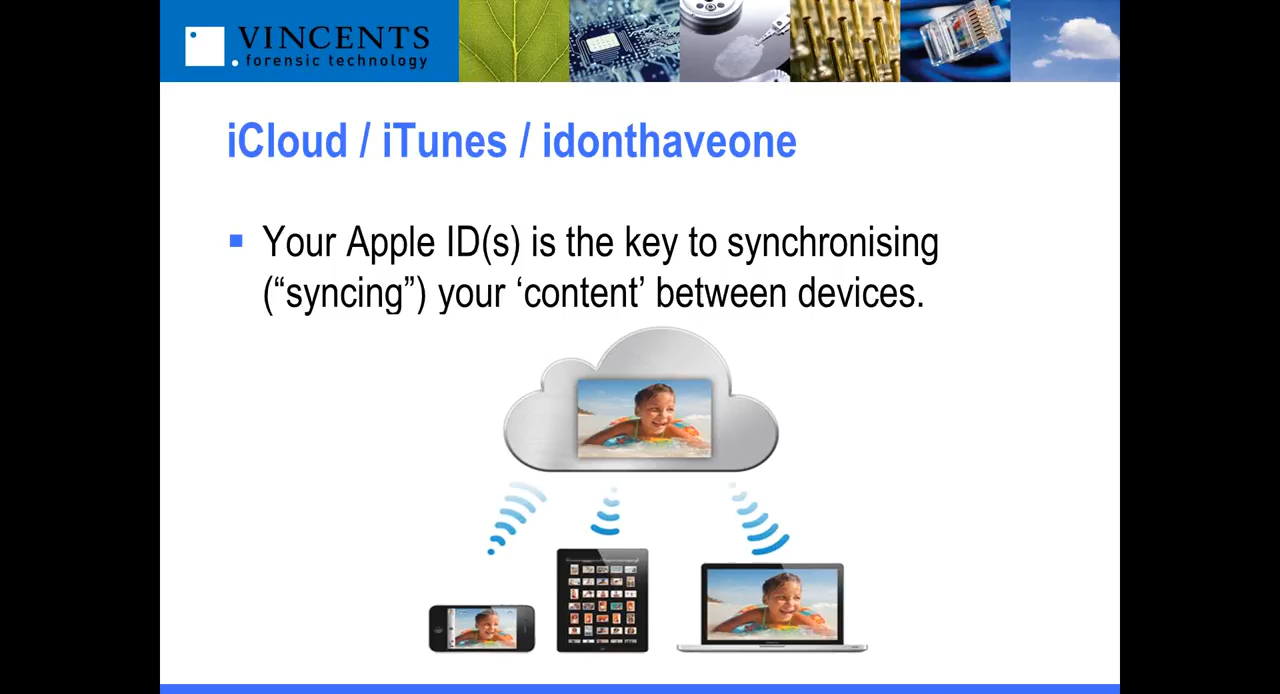 VINCENTS
forensic technology
iCloud / iTunes / idonthaveone
Your Apple ID(s) is the key to synchronising
(“syncing”) your ‘content’ between devices.